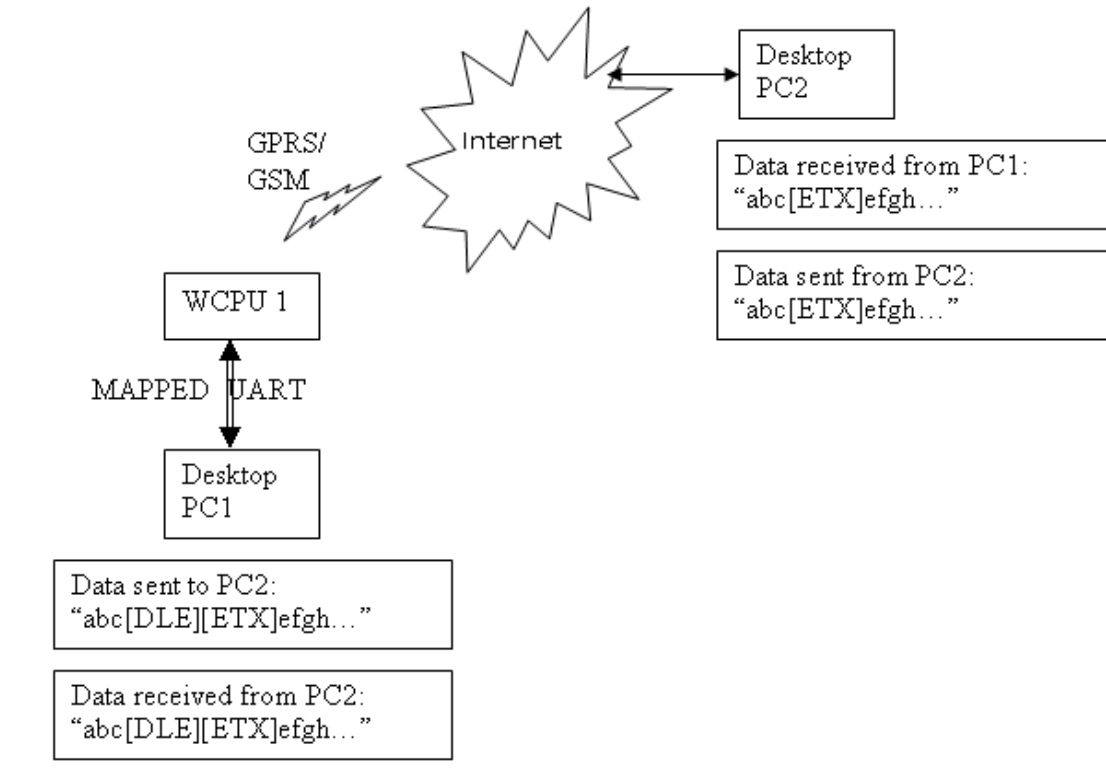 Desktop
PC2
Internet
GPRS/
GSM
Data received from PC1:
“abc[ETX]efgh…”
Data sent from PC2:
“abc[ETX]efgh…”
WCPU 1
MAPPED UART
Desktop
PC1
Data sent to PC2:
“abc[DLE][ETX]efgh…”
Data received from PC2:
“abc[DLE][ETX]efgh…”